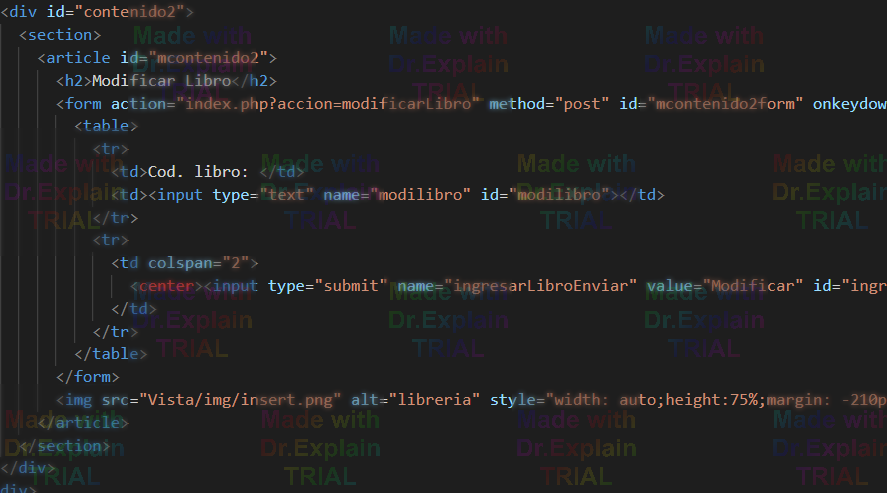 <div id="contenido2">
<section>
<article id="mcontenido2">
<h2>Modificar Libro</h2>
<form action="index.php?accion=modificarLibro" method="post" id="mcontenido2form" onkeydow
<table>
<tr>
<td>Cod. libro: </td>
<td><input type="text" name="modilibro" id="modilibro"></td>
</tr>
<tr>
<td colspan="2">
<center><input type="submit" name="ingresarLibroEnviar" value="Modificar" id="ingr
</td>
</tr>
</table>
</form>
<img src="Vista/img/insert.png" alt="libreria" style="width: auto;height:75%;margin: -210p
</article>
</section>
</div>
div>
Made with
Dr.Explain
TRIAL
Made with
Dr.Explain
TRIAL
Made with
Dr.Explain
TRIAL
Made with
Dr.Explain
TRIAL
Made with
Dr.Explain
TRIAL
Made with
Dr.Explain
TRIAL
Made with
Dr.Explain
TRIAL
Made with
Dr.Explain
TRIAL
Made with
Dr.Explain
TRIAL
Made with
Dr.Explain
TRIAL
Made with
Dr.Explain
TRIAL
Made with
Dr.Explain
TRIAL
Made with
Dr.Explain
TRIAL
Made with
Dr.Explain
TRIAL